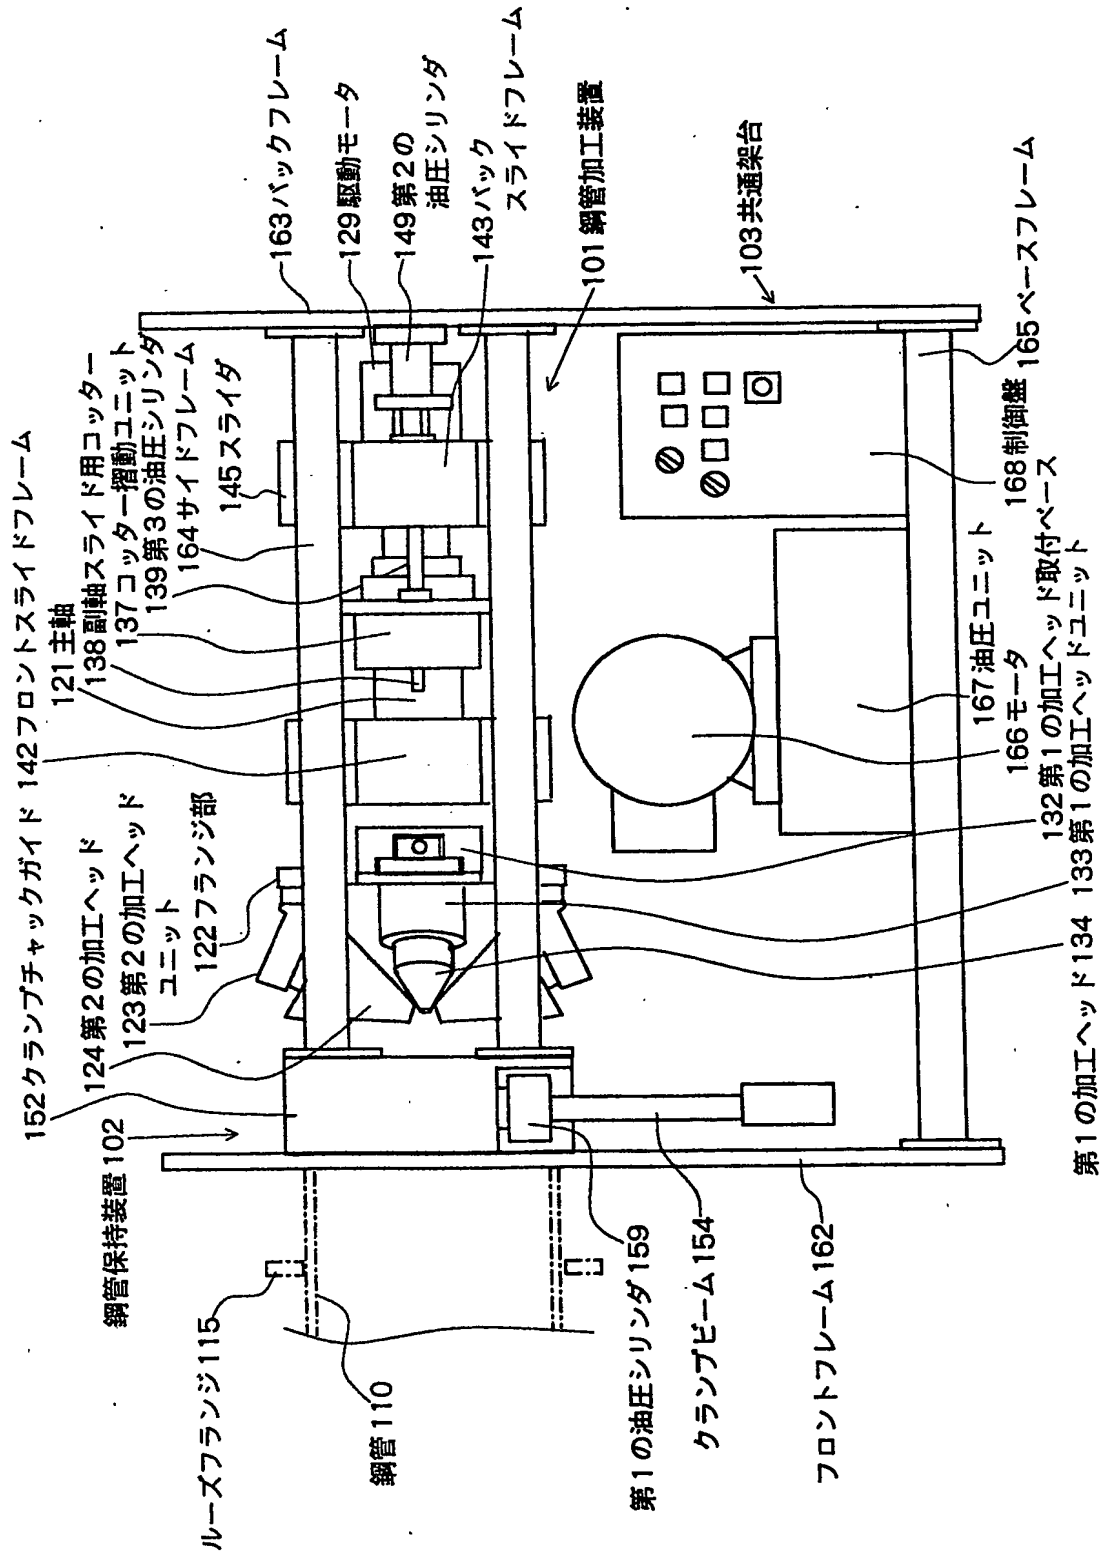 152クランプチャックガイド
142フロントスライドフレーム
121主軸
138副軸スライド用コッター
137コッター摺動ユニット
139第3の油圧シリンダ
164サイドフレーム
145スライダ
163バックフレーム
129駆動モータ
149第2の
油圧シリンダ
143バック
スライドフレーム
101鋼管加工装置
103共通架台
124第2の加工ヘッド
123第2の加工ヘッド
ユニット
122フランジ部
鋼管保持装置102
ルーズフランジ115
鋼管110
第1の油圧シリンダ159
クランプビーム154
フロントフレーム162
第1の加工ヘッド134
133第1の加工ヘッドユニット
132第1の加工ヘッド取付ベース
166モータ
167油圧ユニット
168制御盤
165ベースフレーム